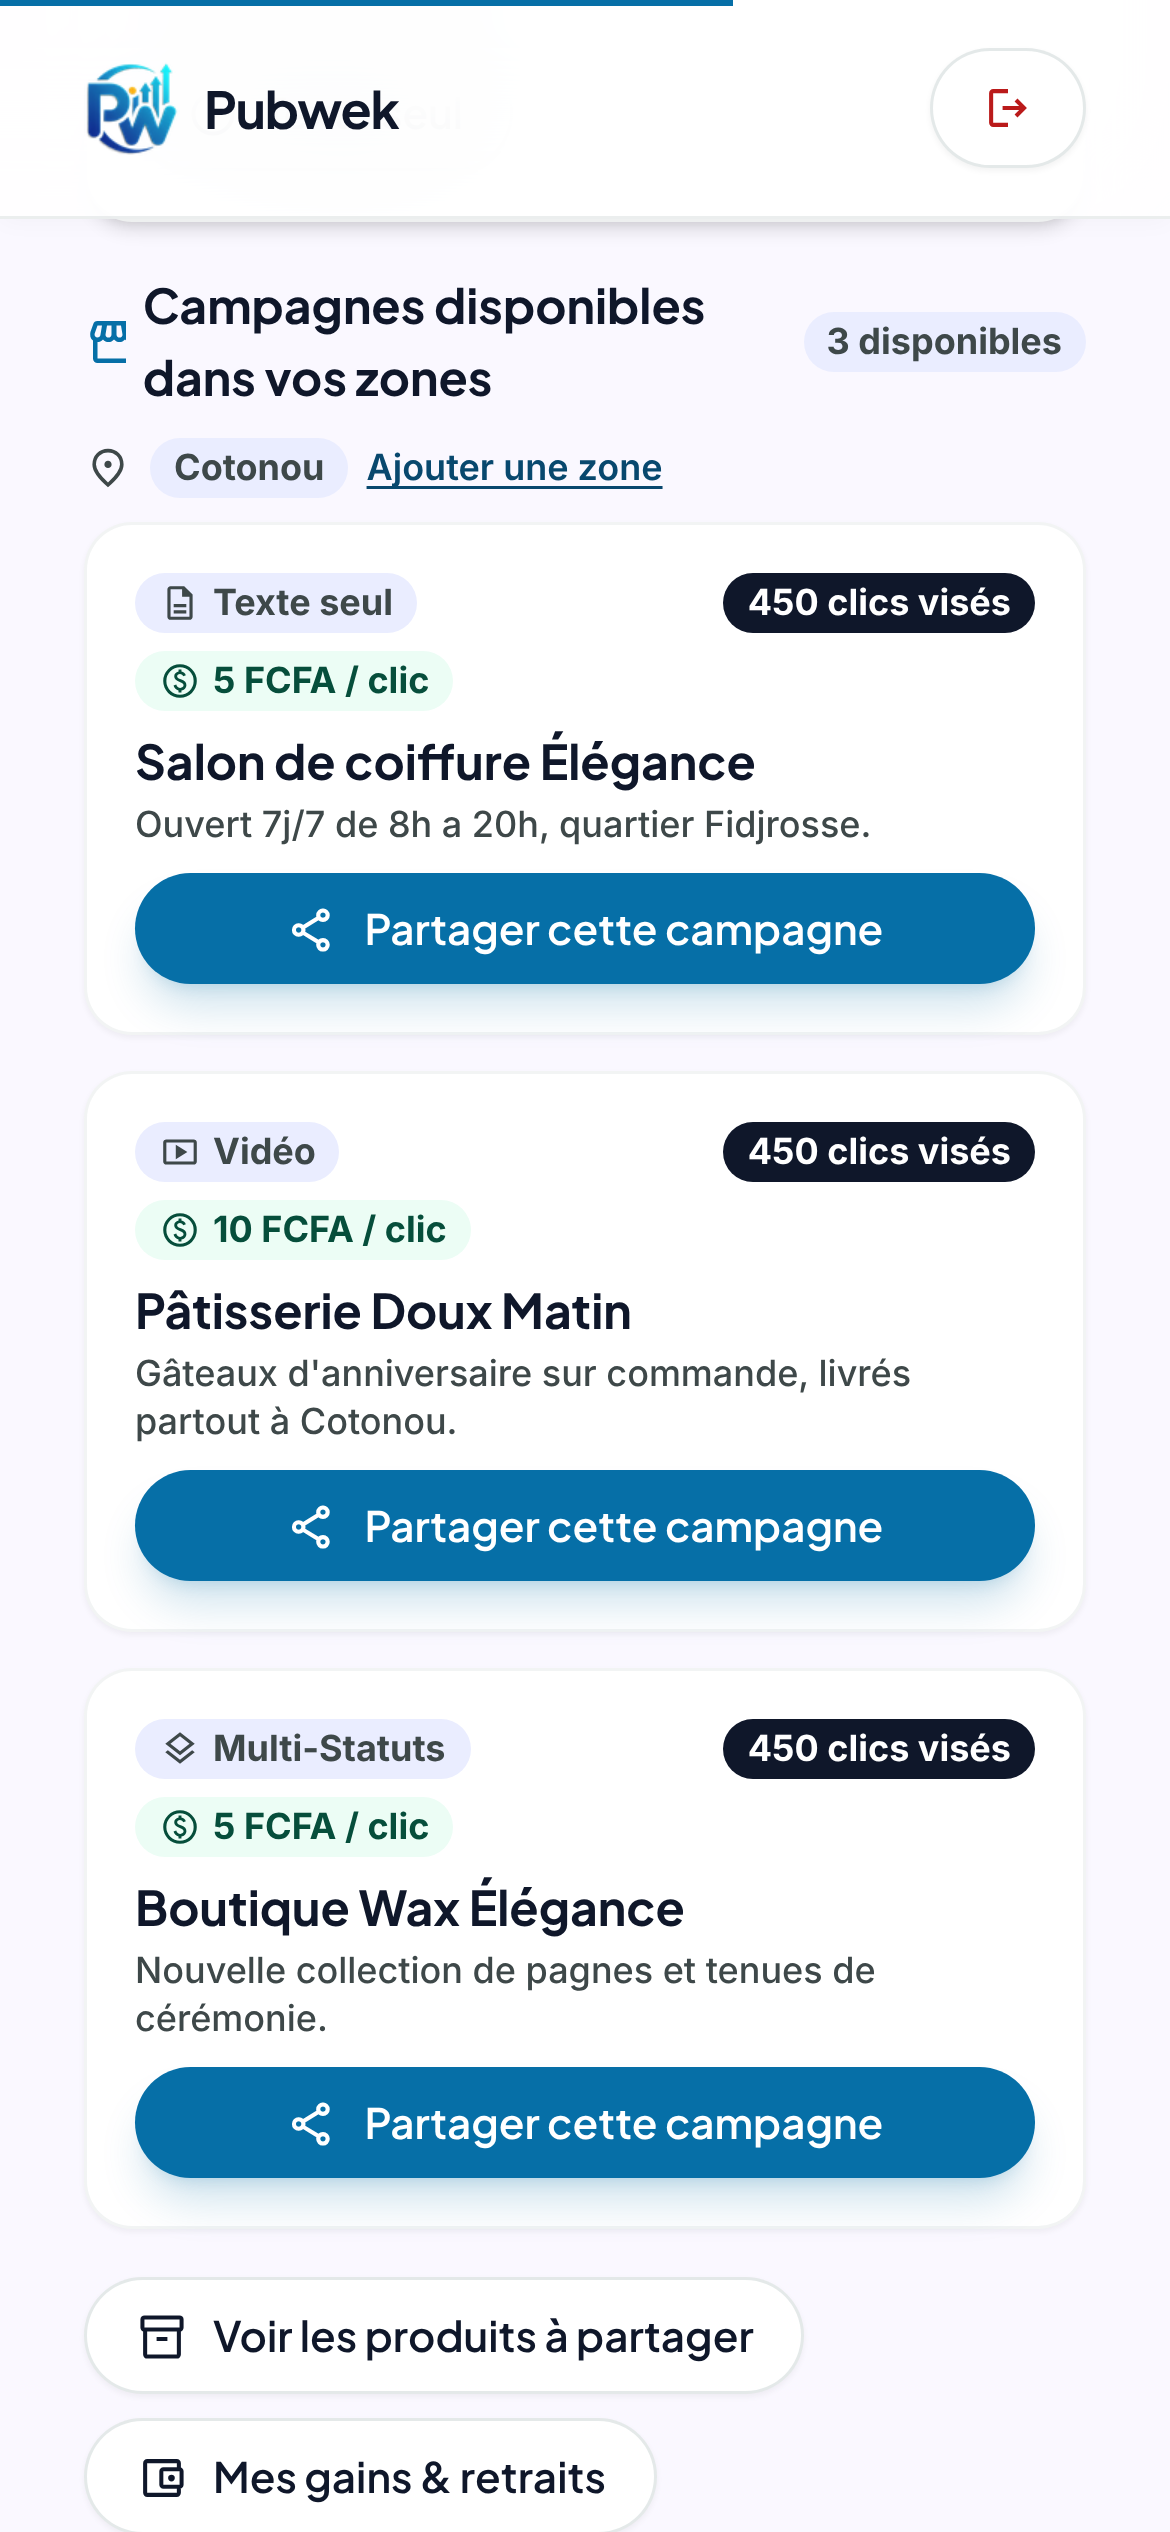 Pubwek
Campagnes disponibles
dans vos zones
3 disponibles
Cotonou
Ajouter une zone
Texte seul
450 clics visés
5 FCFA / clic
Salon de coiffure Élégance
Ouvert 7j/7 de 8h a 20h, quartier Fidjrosse.
Partager cette campagne
Vidéo
450 clics visés
10 FCFA / clic
Pâtisserie Doux Matin
Gâteaux d'anniversaire sur commande, livrés
partout à Cotonou.
Partager cette campagne
Multi-Statuts
450 clics visés
5 FCFA / clic
Boutique Wax Élégance
Nouvelle collection de pagnes et tenues de
cérémonie.
Partager cette campagne
Voir les produits à partager
Mes gains & retraits